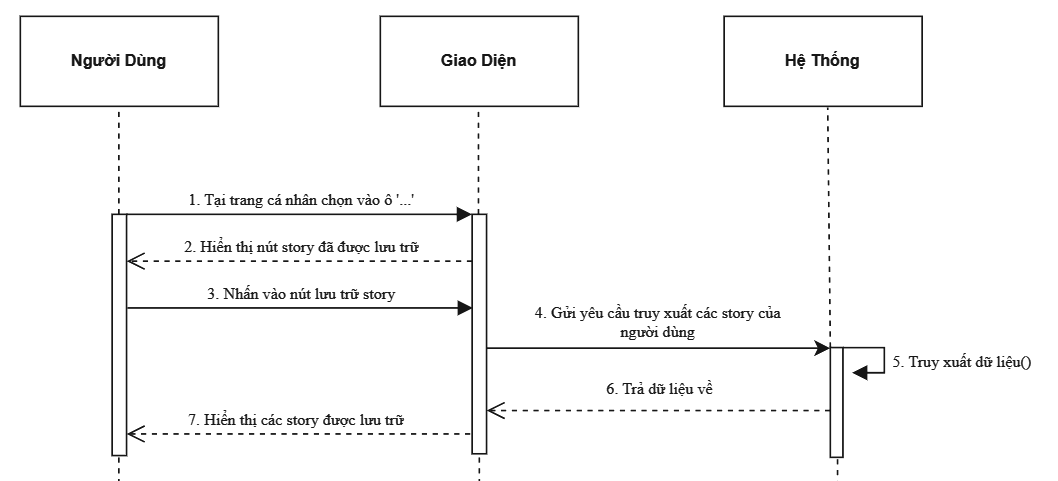 Người Dùng
Giao Diện
Hệ Thống
1. Tại trang cá nhân chọn vào ô '...'
2. Hiển thị nút story đã được lưu trữ
3. Nhấn vào nút lưu trữ story
4. Gửi yêu cầu truy xuất các story của
người dùng
5. Truy xuất dữ liệu()
6. Trả dữ liệu về
7. Hiển thị các story được lưu trữ